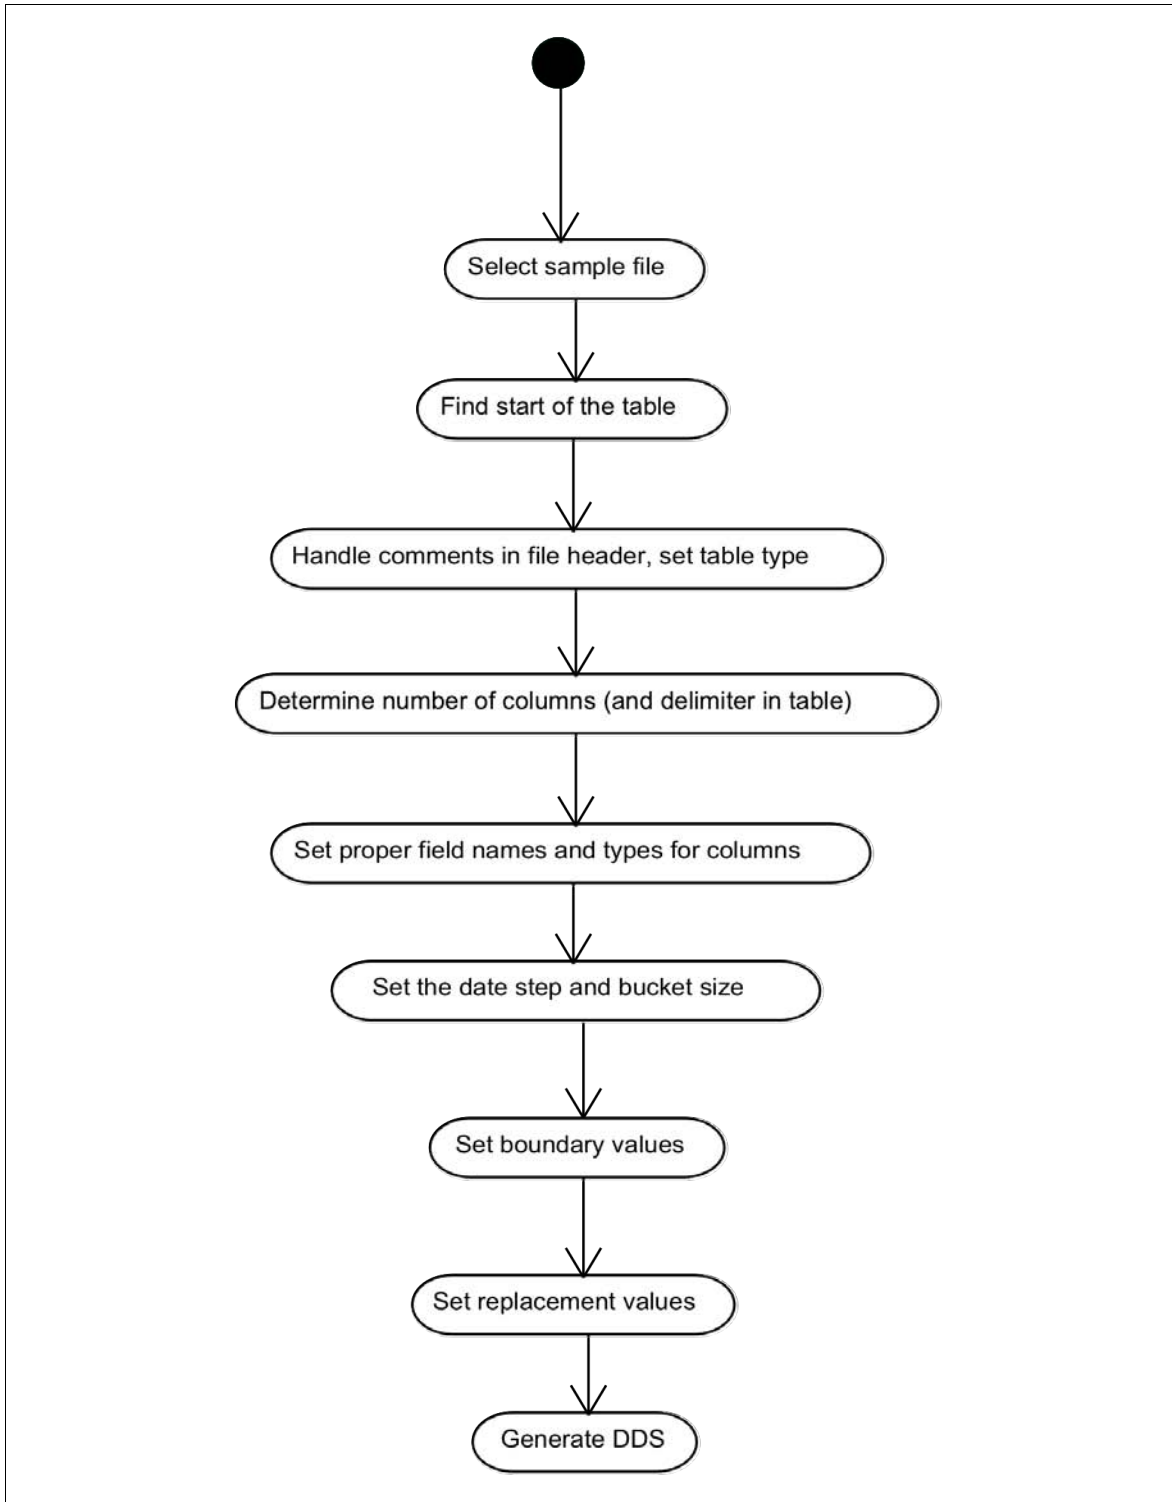 Select sample file
Find start of the table
Handle comments in file header, set table type
Determine number of columns (and delimiter in table)
Set proper field names and types for columns
Set the date step and bucket size
Set boundary values
Set replacement values
Generate DDS